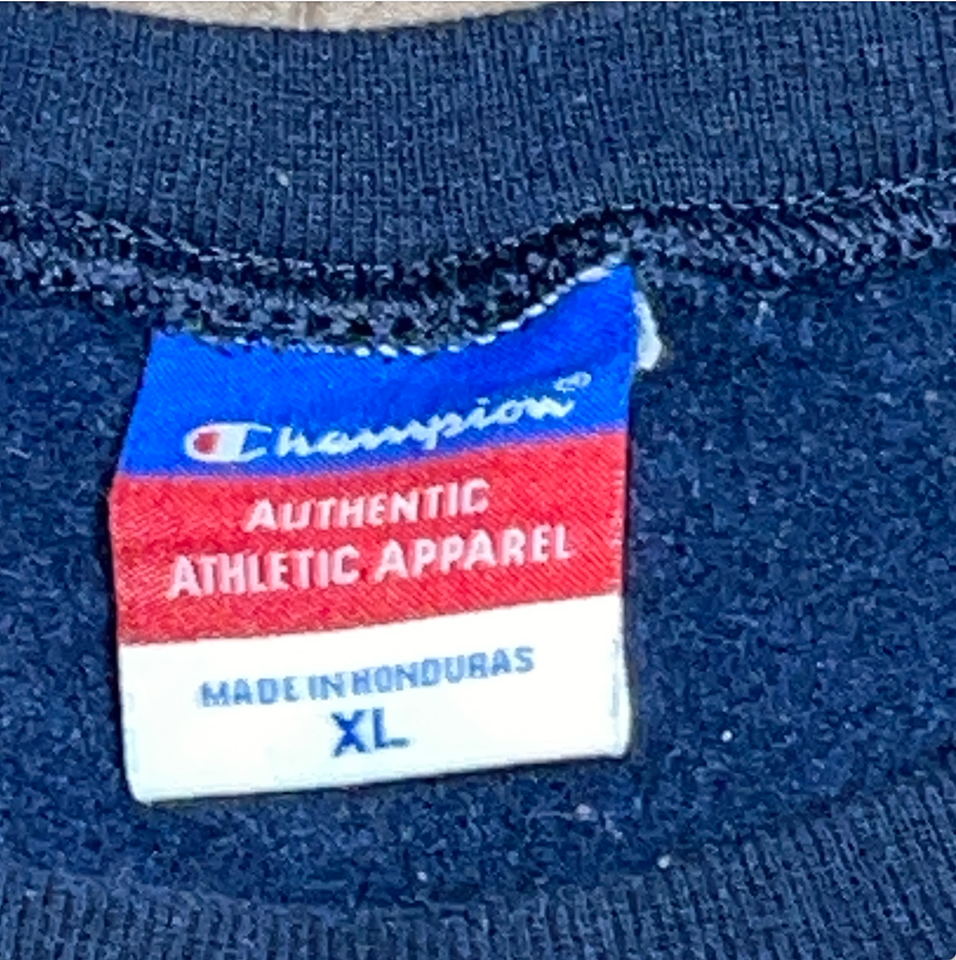 Champion®
AUTHENTIC
ATHLETIC APPAREL
MADE IN HONDURAS
XL